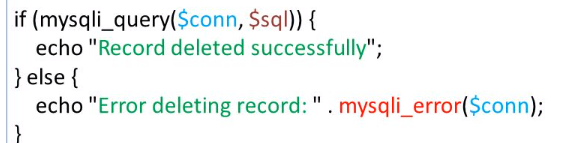 if (mysqli_query($conn, $sql)) {
echo "Record deleted successfully";
} else {
echo "Error deleting record: " . mysqli_error($conn);
}